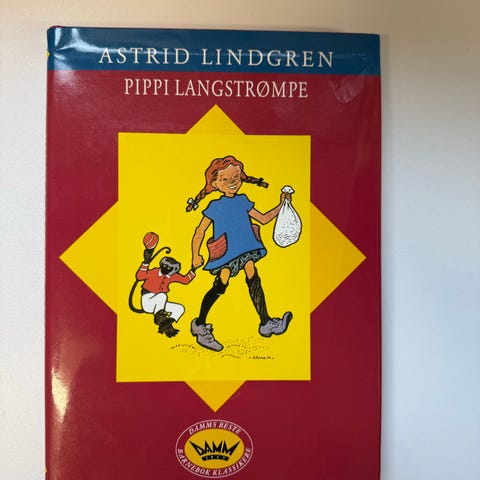 ASTRID LINDGREN
PIPPI LANGSTRØMPE
DAMMS BESTE
DAMM
BARNEBOK KLASSIKERE